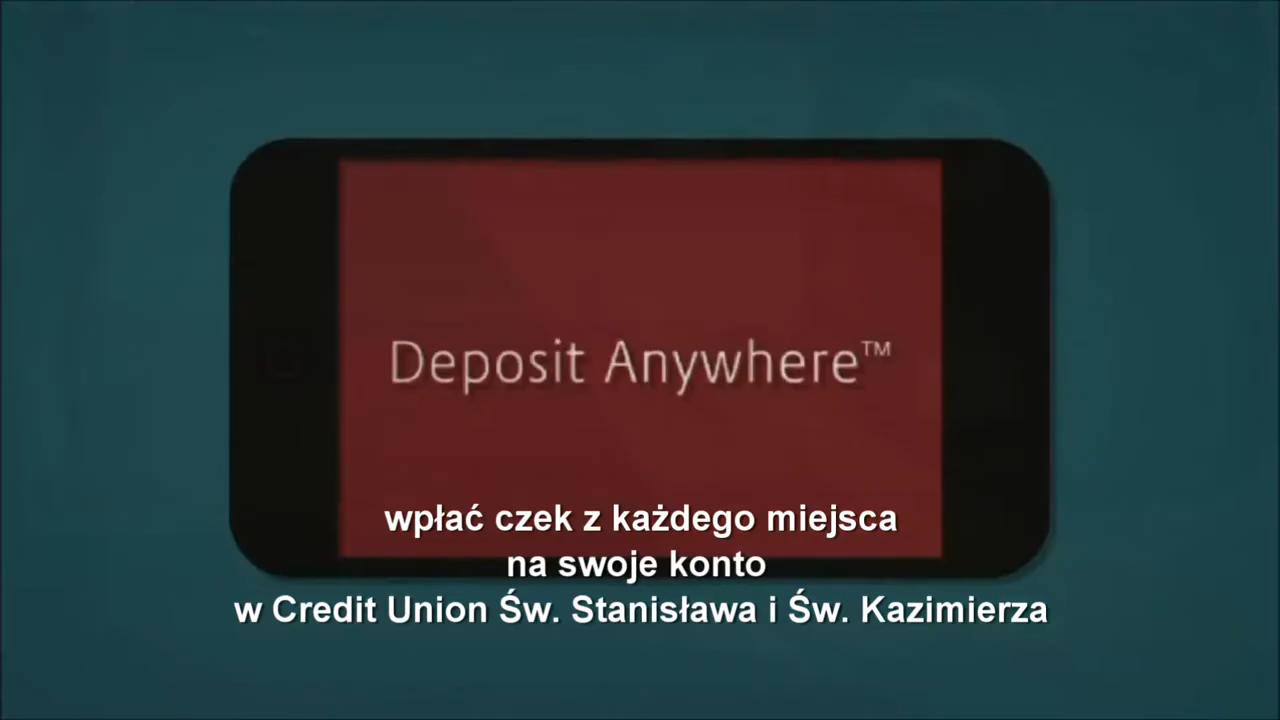 Deposit Anywhere™
wpłać czek z każdego miejsca
na swoje konto
w Credit Union Św. Stanisława i Św. Kazimierza